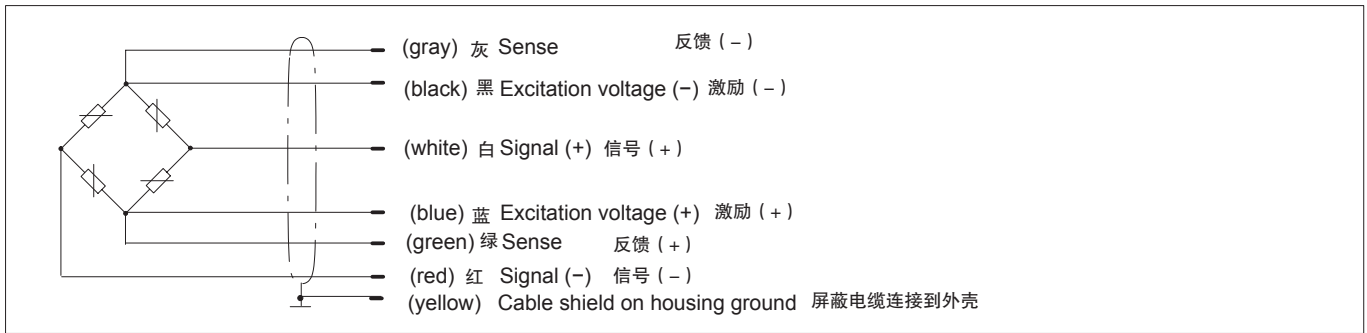 (gray) 灰 Sense 反馈 ( − )
(black) 黑 Excitation voltage (−) 激励 ( − )
(white) 白 Signal (+) 信号 ( + )
(blue) 蓝 Excitation voltage (+) 激励 ( + )
(green) 绿 Sense 反馈 ( + )
(red) 红 Signal (−) 信号 ( − )
(yellow) Cable shield on housing ground 屏蔽电缆连接到外壳